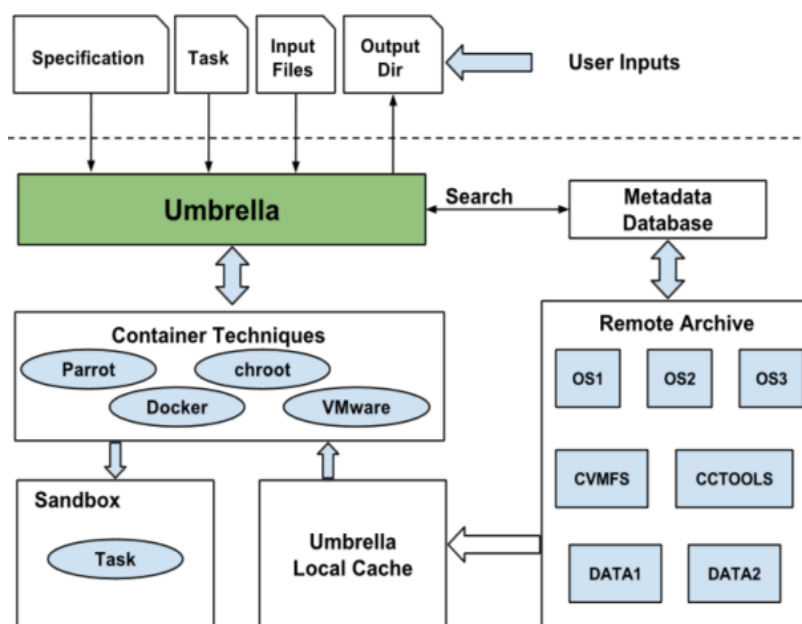 Specification
Task
Input
Files
Output
Dir
User Inputs
Umbrella
Search
Metadata
Database
Container Techniques
Parrot
chroot
Docker
VMware
Remote Archive
OS1
OS2
OS3
CVMFS
CCTOOLS
DATA1
DATA2
Sandbox
Task
Umbrella
Local Cache